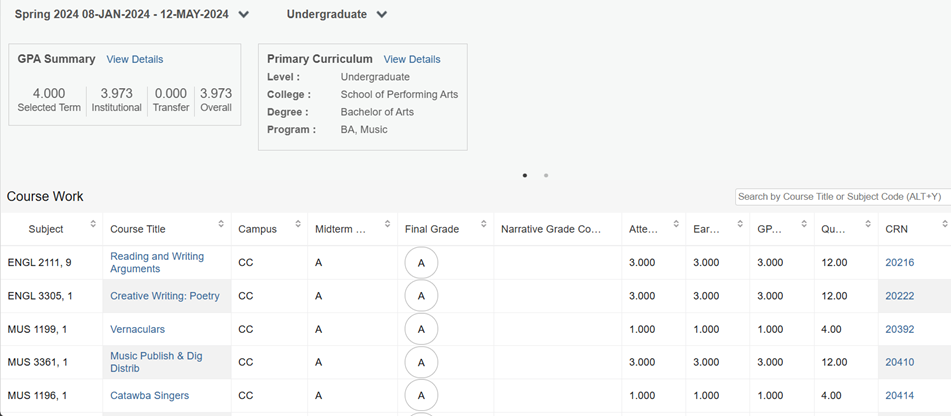 Spring 2024 08-JAN-2024 - 12-MAY-2024 Undergraduate
GPA Summary View Details
4.000 3.973 0.000 3.973
Selected Term Institutional Transfer Overall
Primary Curriculum View Details
Level : Undergraduate
College : School of Performing Arts
Degree : Bachelor of Arts
Program : BA, Music
Course Work
Search by Course Title or Subject Code (ALT+Y)
Subject Course Title Campus Midterm ... Final Grade Narrative Grade Co... Atte... Ear... GP... Qu... CRN
ENGL 2111, 9 Reading and Writing Arguments CC A A 3.000 3.000 3.000 12.00 20216
ENGL 3305, 1 Creative Writing: Poetry CC A A 3.000 3.000 3.000 12.00 20222
MUS 1199, 1 Vernaculars CC A A 1.000 1.000 1.000 4.00 20392
MUS 3361, 1 Music Publish & Dig Distrib CC A A 3.000 3.000 3.000 12.00 20410
MUS 1196, 1 Catawba Singers CC A A 1.000 1.000 1.000 4.00 20414